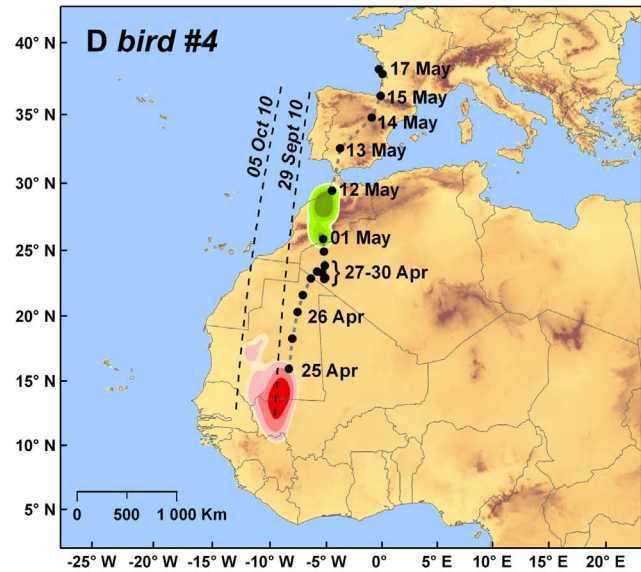 D bird #4
40° N
35° N
30° N
25° N
20° N
15° N
10° N
5° N
05 Oct 10
29 Sept 10
17 May
15 May
14 May
13 May
12 May
01 May
27-30 Apr
26 Apr
25 Apr
0 500 1 000 Km
-25° W -20° W -15° W -10° W -5° W 0° 5° E 10° E 15° E 20° E